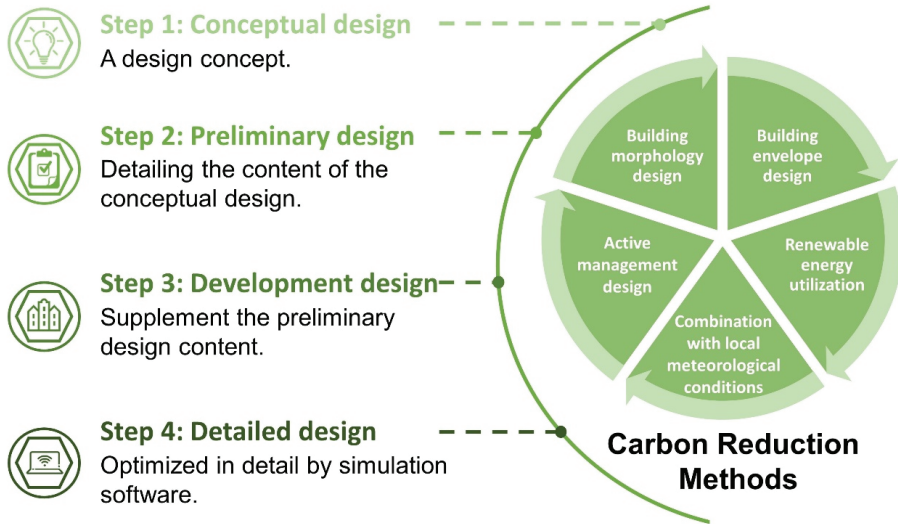 Step 1: Conceptual design
A design concept.
Step 2: Preliminary design
Detailing the content of the
conceptual design.
Step 3: Development design
Supplement the preliminary
design content.
Step 4: Detailed design
Optimized in detail by simulation
software.
Building
morphology
design
Building
envelope
design
Active
management
design
Renewable
energy
utilization
Combination
with local
meteorological
conditions
Carbon Reduction
Methods